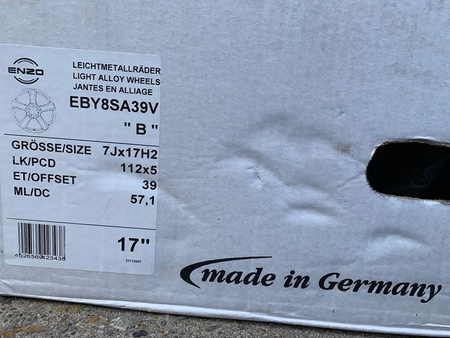 ENZO
LEICHTMETALLRÄDER
LIGHT ALLOY WHEELS
JANTES EN ALLIAGE
EBY8SA39V
" B "
GRÖSSE/SIZE 7Jx17H2
LK/PCD 112x5
ET/OFFSET 39
ML/DC 57,1
17"
made in Germany